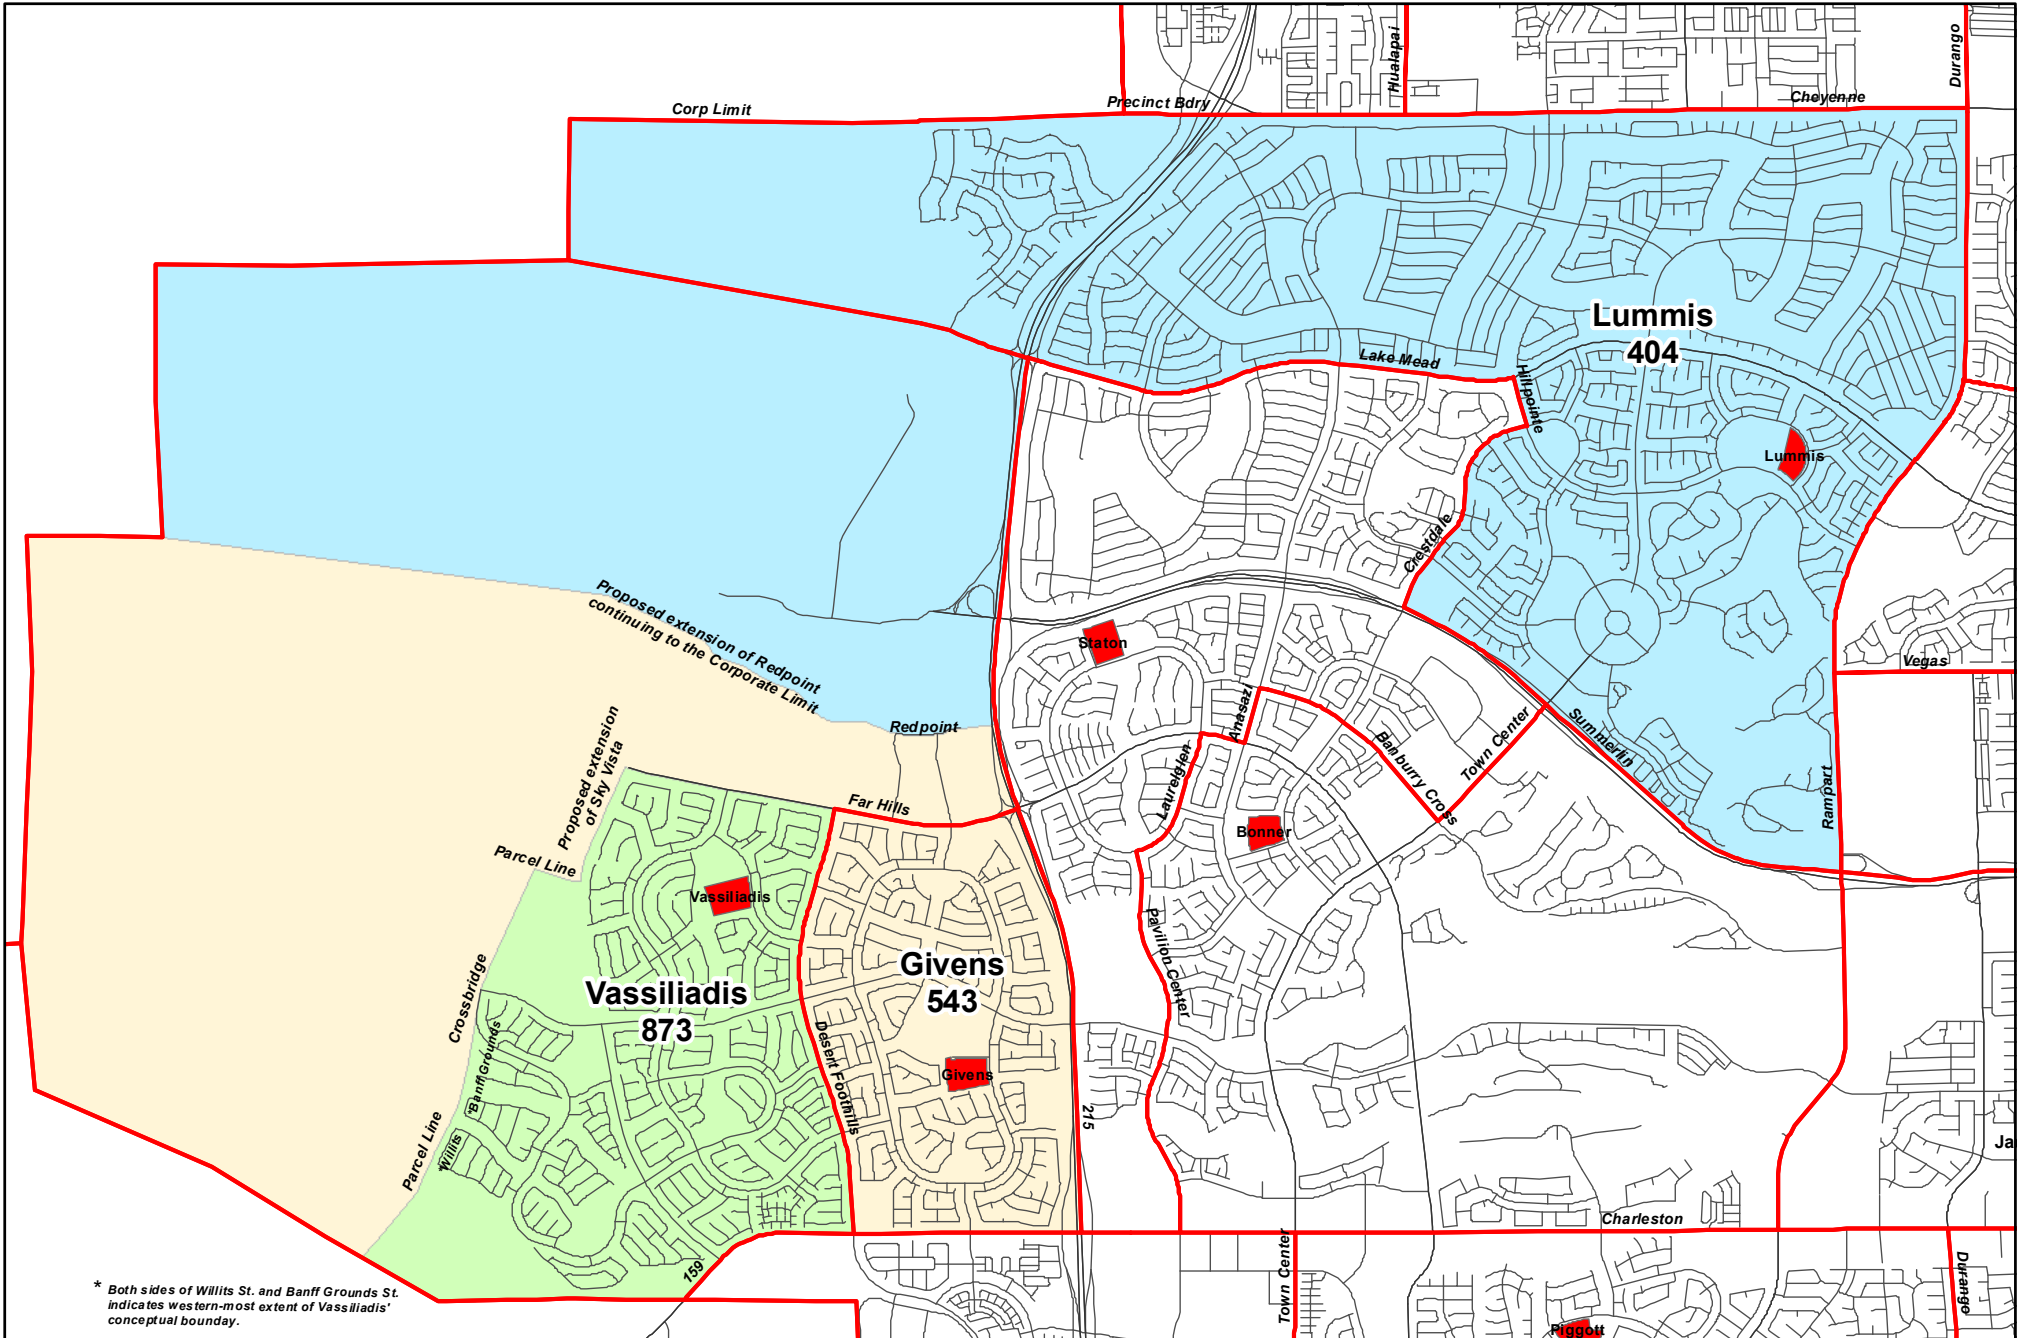 Hualapai
Durango
Corp Limit
Precinct Bdry
Cheyenne
Lummis
404
Lake Mead
Hillpointe
Lummis
Crestdale
Proposed extension of Redpoint
continuing to the Corporate Limit
Staton
Vegas
Redpoint
Anasazi
Proposed extension
of Sky Vista
Laurelglen
Banburry Cross
Town Center
Summerlin
Rampart
Far Hills
Bonner
Parcel Line
Vassiliadis
Pavilion Center
Crossbridge
Givens
543
Vassiliadis
873
*Banff Grounds
Desert Foothills
Givens
215
Parcel Line
*Willits
Ja
Charleston
159
Town Center
Durango
* Both sides of Willits St. and Banff Grounds St.
indicates western-most extent of Vassiliadis'
conceptual bounday.
Piggott